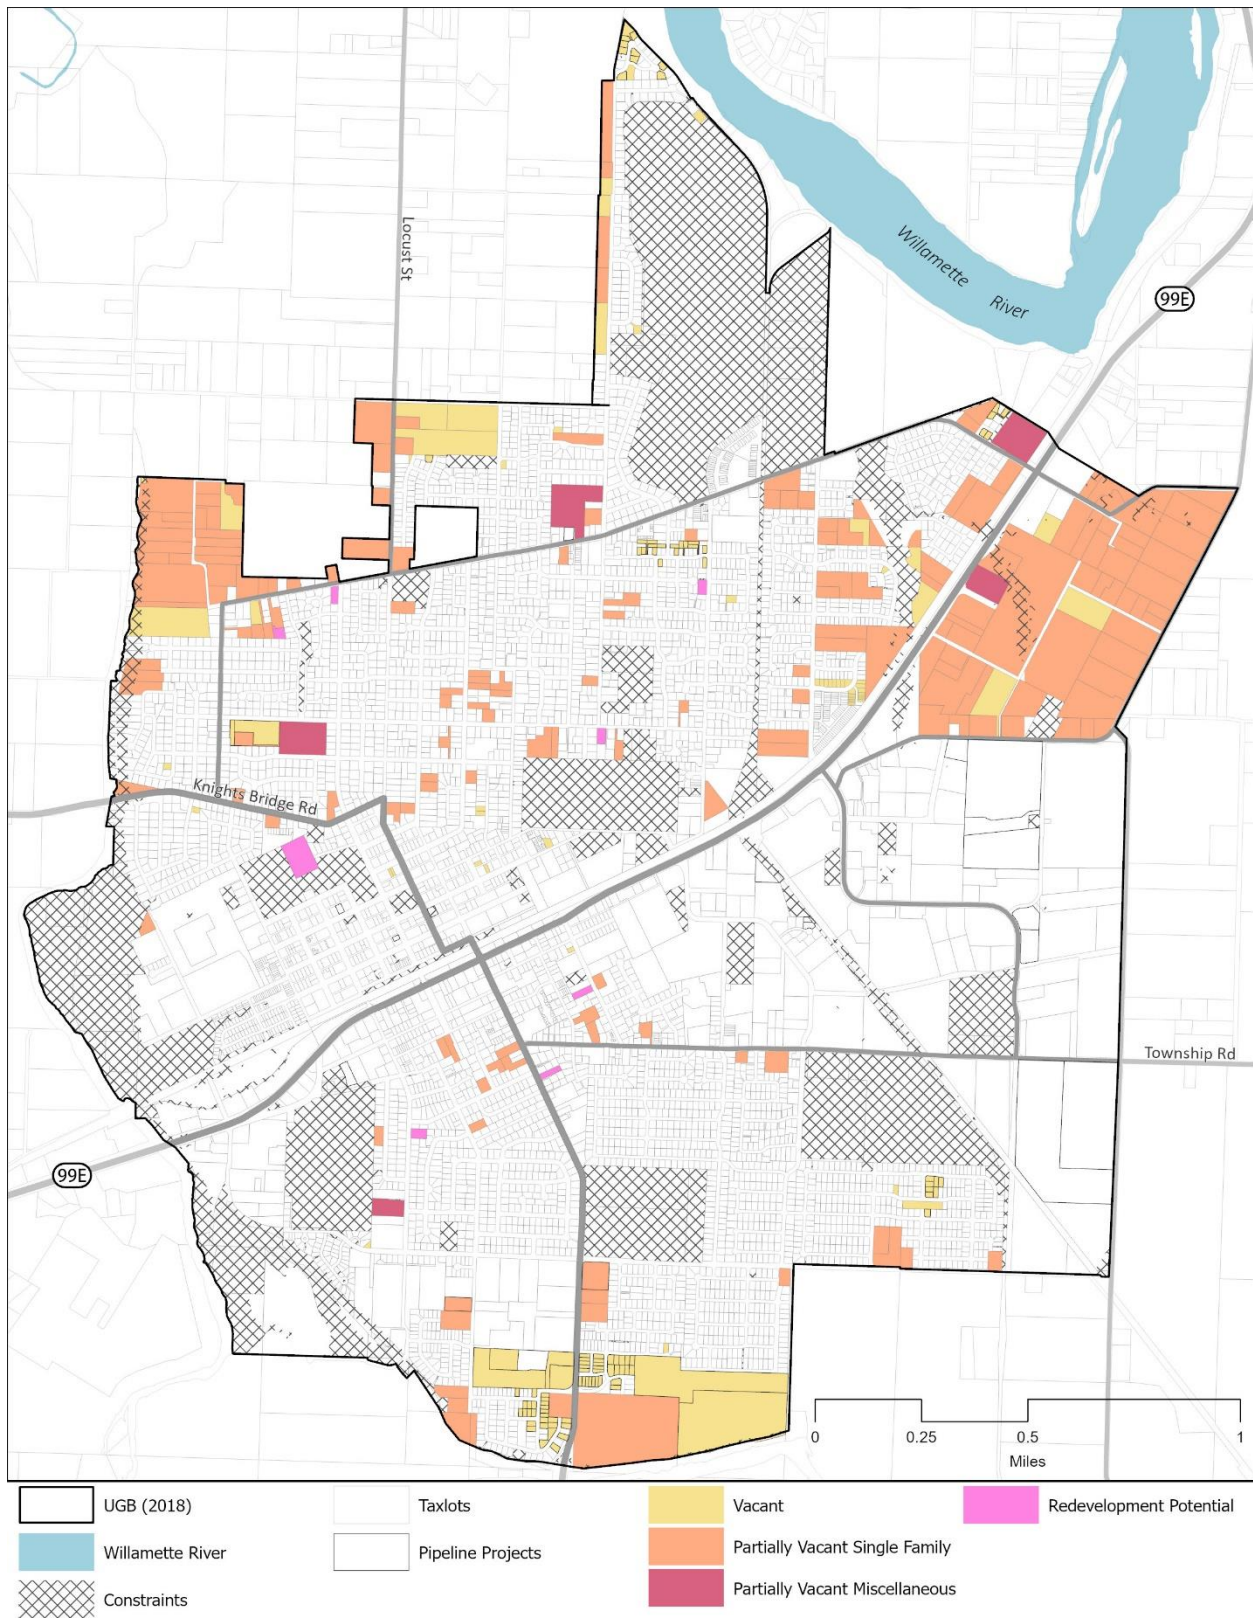 Locust St
Willamette
River
99E
Knights Bridge Rd
Township Rd
99E
0
0.25
0.5
1
Miles
UGB (2018)
Taxlots
Vacant
Redevelopment Potential
Willamette River
Pipeline Projects
Partially Vacant Single Family
Constraints
Partially Vacant Miscellaneous